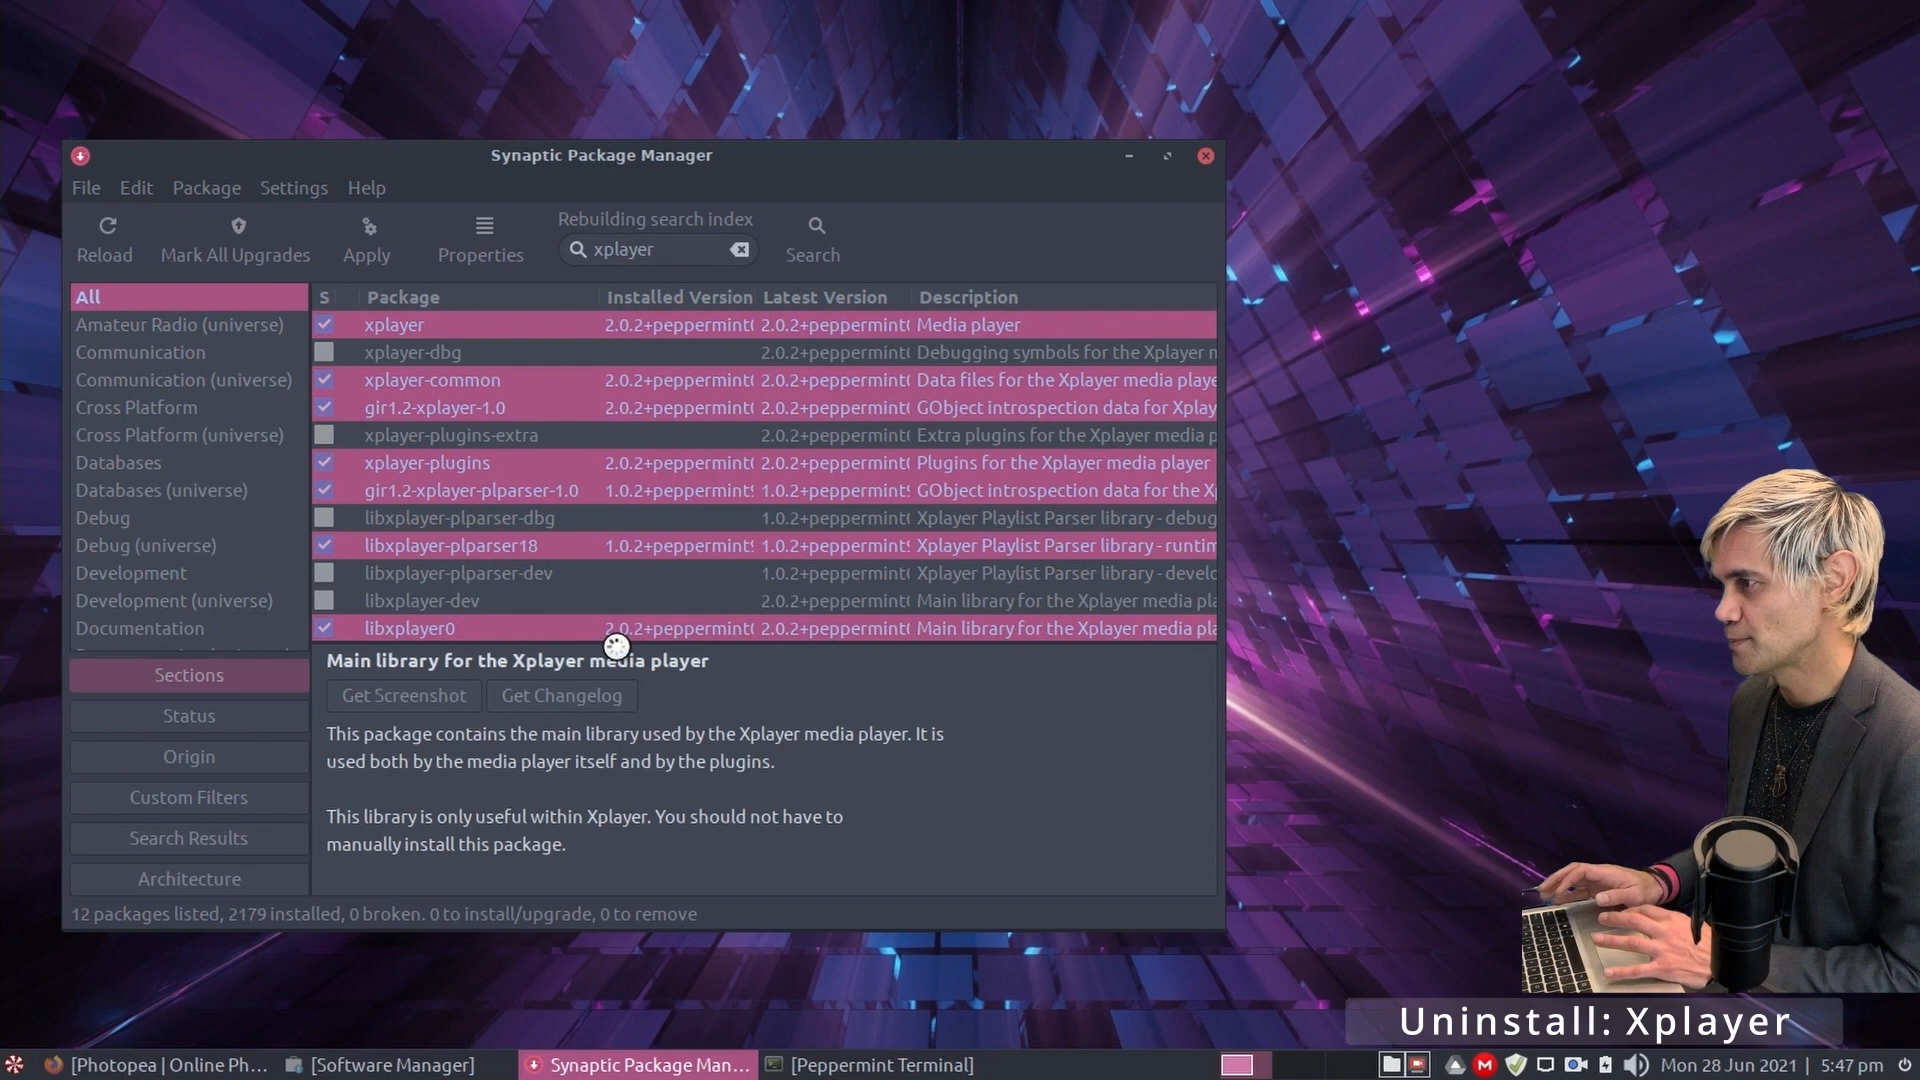 Synaptic Package Manager
File Edit Package Settings Help
Rebuilding search index
xplayer
Reload Mark All Upgrades Apply Properties Search
All
Amateur Radio (universe)
Communication
Communication (universe)
Cross Platform
Cross Platform (universe)
Databases
Databases (universe)
Debug
Debug (universe)
Development
Development (universe)
Documentation
Sections
Status
Origin
Custom Filters
Search Results
Architecture
S Package Installed Version Latest Version Description
xplayer 2.0.2+peppermint( 2.0.2+peppermint( Media player
xplayer-dbg 2.0.2+peppermint( Debugging symbols for the Xplayer
xplayer-common 2.0.2+peppermint( 2.0.2+peppermint( Data files for the Xplayer media playe
gir1.2-xplayer-1.0 2.0.2+peppermint( 2.0.2+peppermint( GObject introspection data for Xplay
xplayer-plugins-extra 2.0.2+peppermint( Extra plugins for the Xplayer media p
xplayer-plugins 2.0.2+peppermint( 2.0.2+peppermint( Plugins for the Xplayer media player
gir1.2-xplayer-plparser-1.0 1.0.2+peppermint 1.0.2+peppermint GObject introspection data for the X
libxplayer-plparser-dbg 1.0.2+peppermint( Xplayer Playlist Parser library - debug
libxplayer-plparser18 1.0.2+peppermint 1.0.2+peppermint Xplayer Playlist Parser library - runtim
libxplayer-plparser-dev 1.0.2+peppermint( Xplayer Playlist Parser library - develo
libxplayer-dev 2.0.2+peppermint( Main library for the Xplayer media pla
libxplayer0 2.0.2+peppermint( 2.0.2+peppermint( Main library for the Xplayer media pla
Main library for the Xplayer media player
Get Screenshot Get Changelog
This package contains the main library used by the Xplayer media player. It is
used both by the media player itself and by the plugins.
This library is only useful within Xplayer. You should not have to
manually install this package.
12 packages listed, 2179 installed, 0 broken. 0 to install/upgrade, 0 to remove
Uninstall: Xplayer
[Photopea | Online Ph... [Software Manager] Synaptic Package Man... [Peppermint Terminal] M Mon 28 Jun 2021 | 5:47 pm